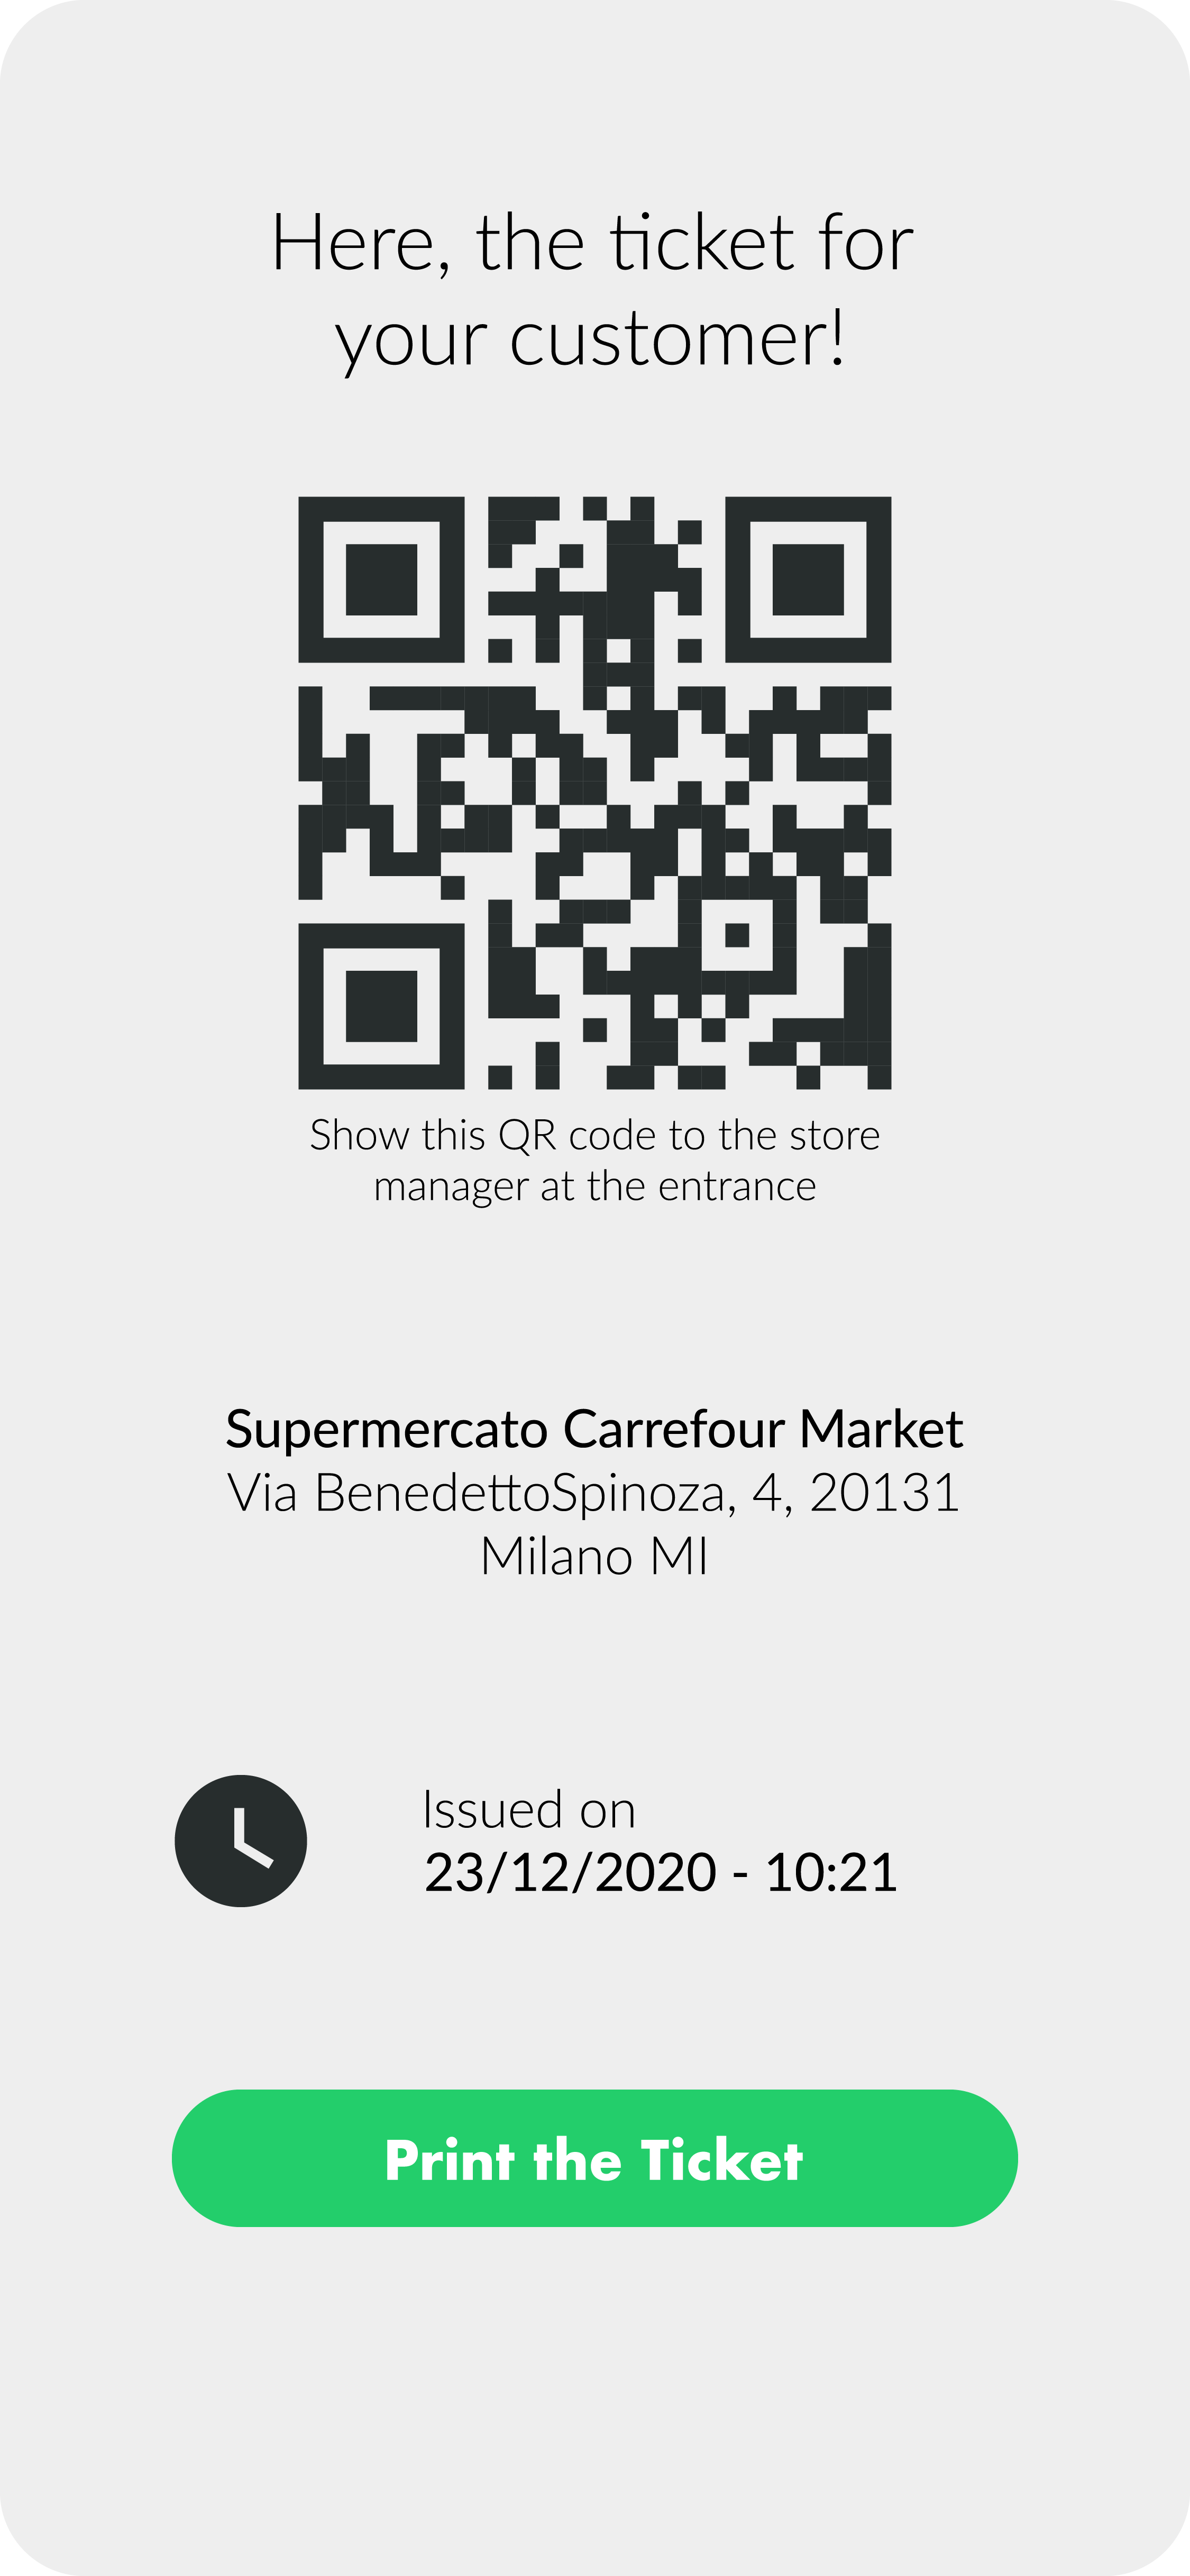 Here, the ticket for
your customer!
Show this QR code to the store
manager at the entrance
Supermercato Carrefour Market
Via BenedettoSpinoza, 4, 20131
Milano MI
Issued on
23/12/2020 - 10:21
Print the Ticket